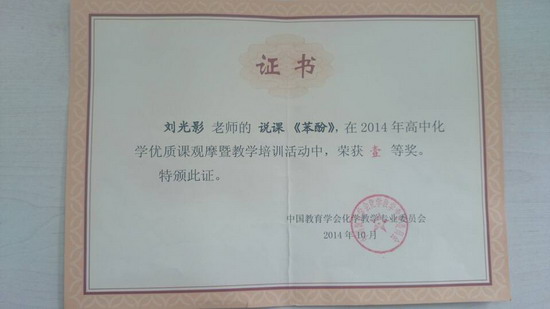 证书
刘光影 老师的 说课《苯酚》，在2014年高中化
学优质课观摩暨教学培训活动中，荣获 壹 等奖。
特颁此证。
中国教育学会化学教学专业委员会
2014年10月